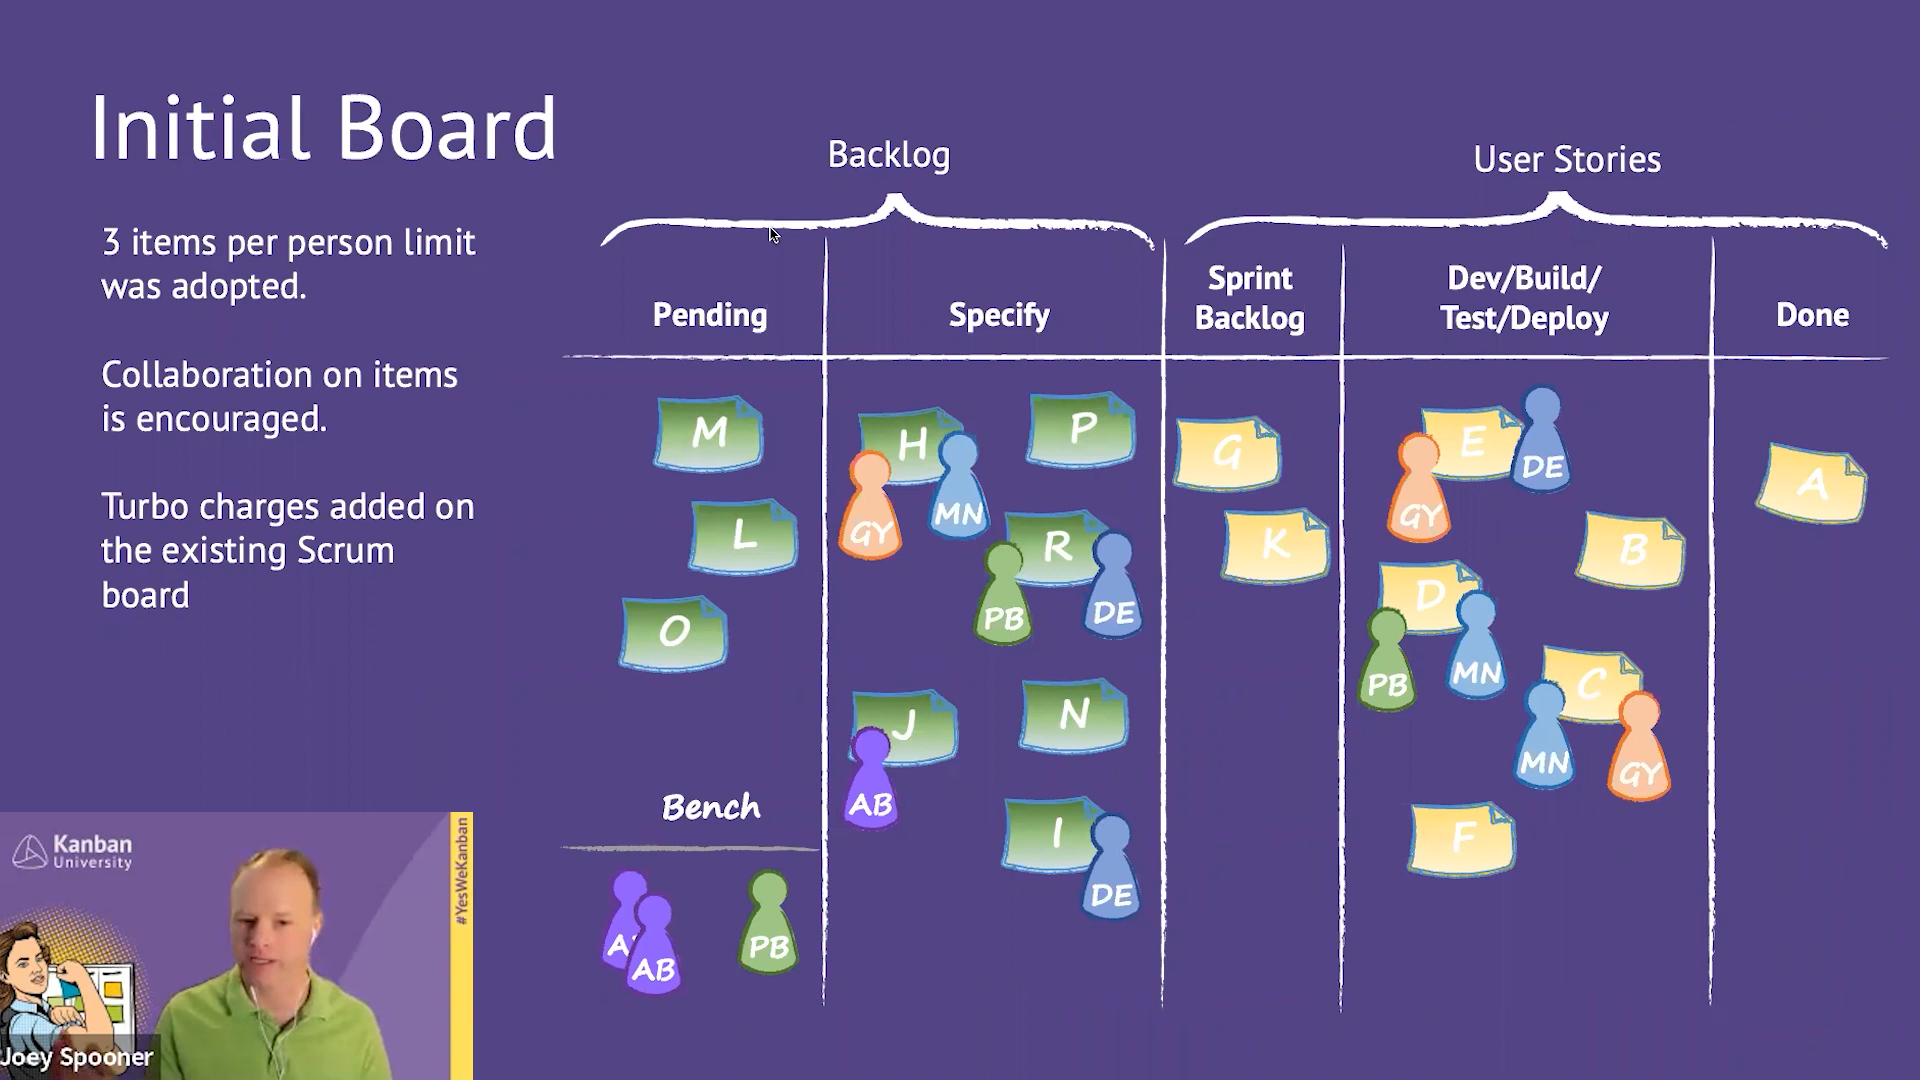 Initial Board
3 items per person limit
was adopted.
Collaboration on items
is encouraged.
Turbo charges added on
the existing Scrum
board
Backlog
User Stories
Pending
Specify
Sprint
Backlog
Dev/Build/
Test/Deploy
Done
M
L
O
H
GY
MN
P
R
PB
DE
J
AB
N
I
DE
G
K
E
GY
DE
B
D
PB
MN
C
MN
GY
F
A
Bench
A
AB
PB
Kanban
University
#YesWeKanban
Joey Spooner